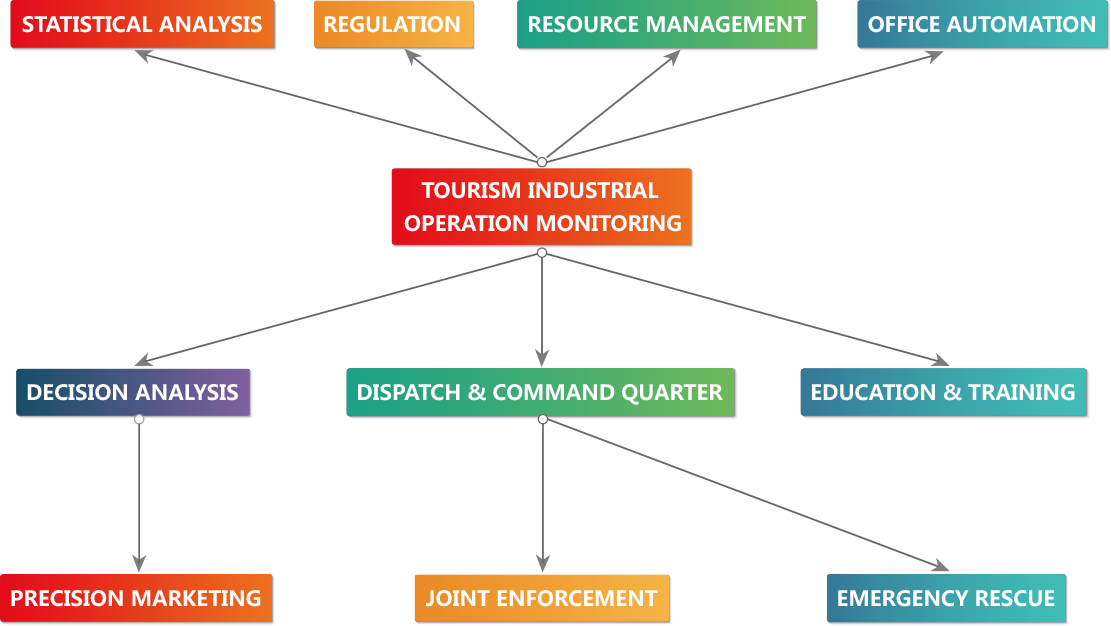 STATISTICAL ANALYSIS
REGULATION
RESOURCE MANAGEMENT
OFFICE AUTOMATION
TOURISM INDUSTRIAL
OPERATION MONITORING
DECISION ANALYSIS
DISPATCH & COMMAND QUARTER
EDUCATION & TRAINING
PRECISION MARKETING
JOINT ENFORCEMENT
EMERGENCY RESCUE